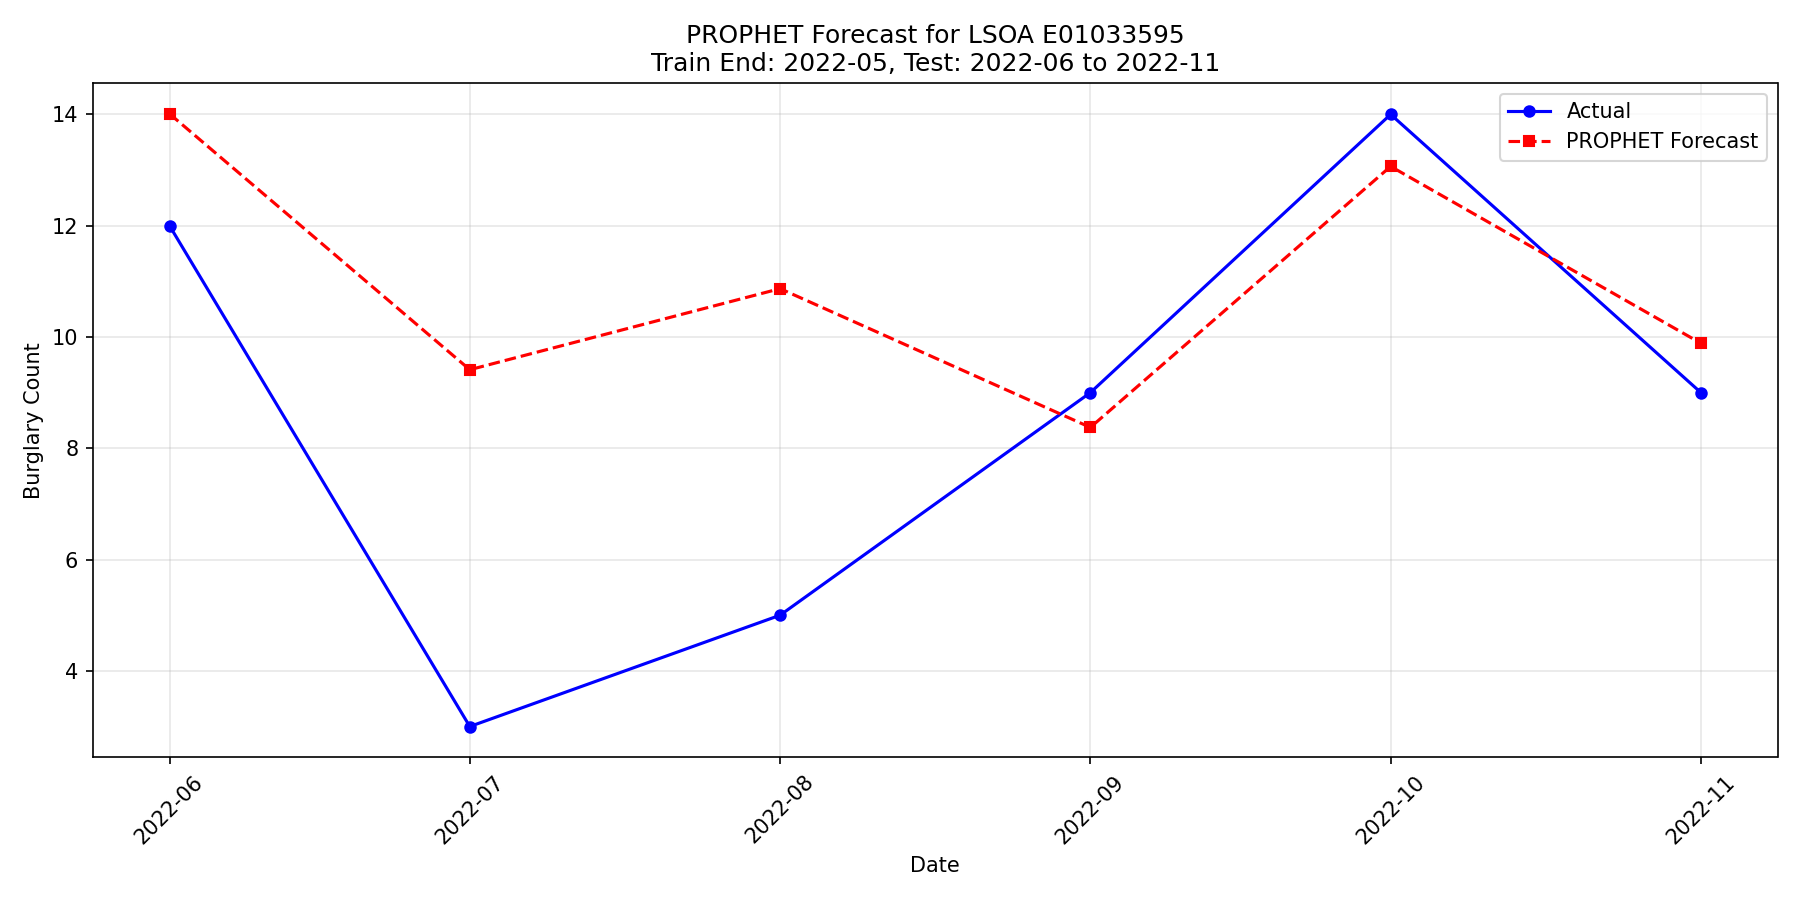 PROPHET Forecast for LSOA E01033595
Train End: 2022-05, Test: 2022-06 to 2022-11
Actual
PROPHET Forecast
Burglary Count
14
12
10
8
6
4
2022-06
2022-07
2022-08
2022-09
2022-10
2022-11
Date